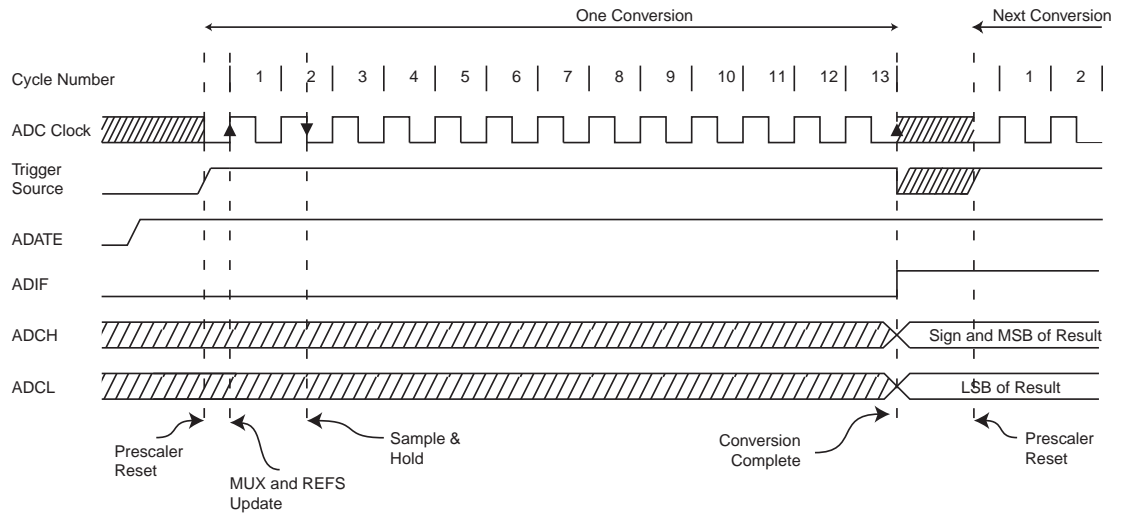 One Conversion
Next Conversion
Cycle Number
1 2 3 4 5 6 7 8 9 10 11 12 13 1 2
ADC Clock
Trigger
Source
ADATE
ADIF
ADCH
Sign and MSB of Result
ADCL
LSB of Result
Prescaler
Reset
MUX and REFS
Update
Sample &
Hold
Conversion
Complete
Prescaler
Reset